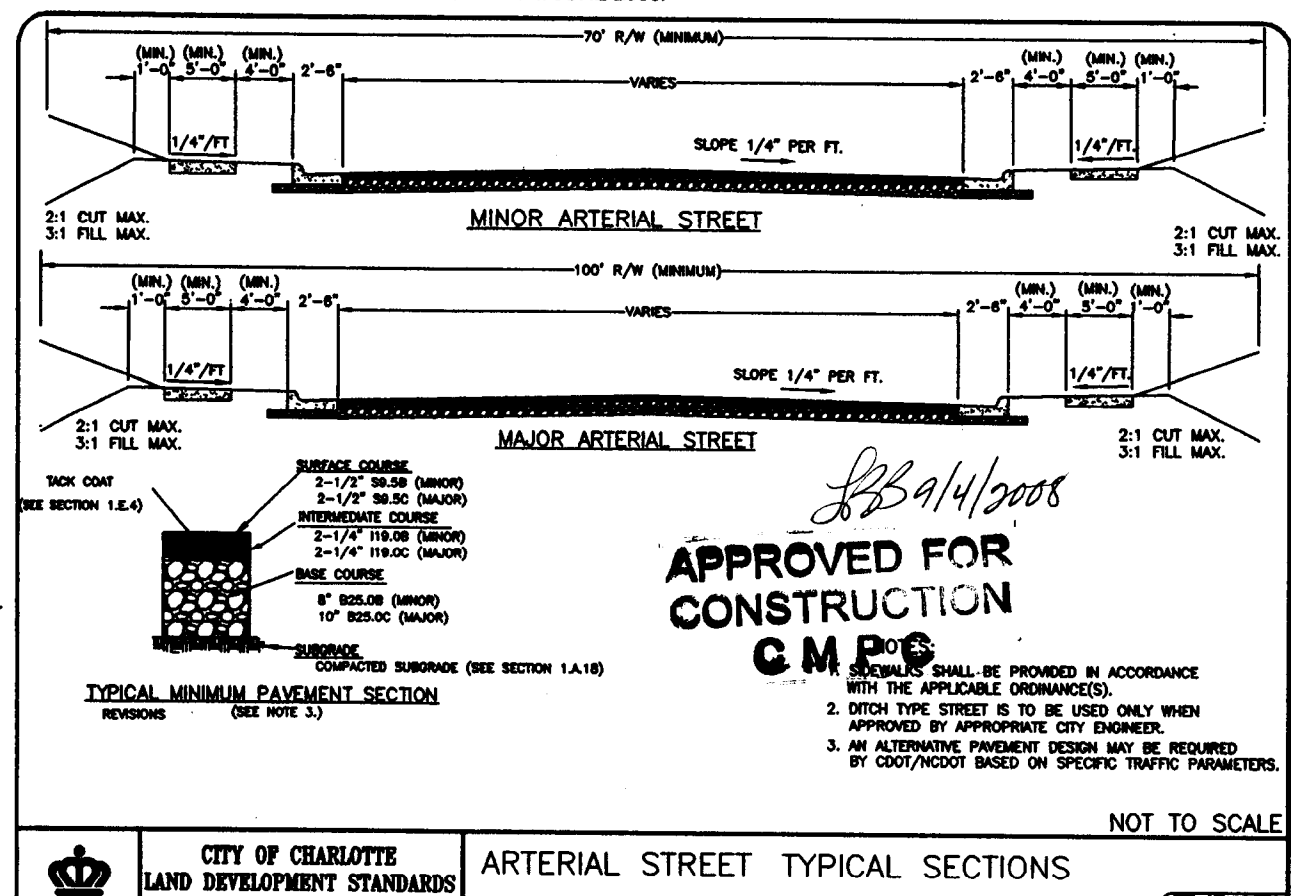 70' R/W (MINIMUM)
(MIN.) (MIN.) (MIN.)
1'-0" 5'-0" 4'-0" 2'-6"
VARIES
2'-6" 4'-0" 5'-0" 1'-0"
(MIN.) (MIN.) (MIN.)
1/4"/FT
SLOPE 1/4" PER FT.
1/4"/FT.
2:1 CUT MAX.
3:1 FILL MAX.
MINOR ARTERIAL STREET
2:1 CUT MAX.
3:1 FILL MAX.
100' R/W (MINIMUM)
(MIN.) (MIN.) (MIN.)
1'-0" 5'-0" 4'-0" 2'-6"
VARIES
(MIN.) (MIN.) (MIN.)
2'-6" 4'-0" 5'-0" 1'-0"
1/4"/FT
SLOPE 1/4" PER FT.
1/4"/FT.
2:1 CUT MAX.
3:1 FILL MAX.
MAJOR ARTERIAL STREET
2:1 CUT MAX.
3:1 FILL MAX.
TACK COAT
(SEE SECTION 1.E.4)
SURFACE COURSE
2-1/2" S9.5B (MINOR)
2-1/2" S9.5C (MAJOR)
INTERMEDIATE COURSE
2-1/4" I19.0B (MINOR)
2-1/4" I19.0C (MAJOR)
BASE COURSE
8" B25.0B (MINOR)
10" B25.0C (MAJOR)
SUBGRADE
COMPACTED SUBGRADE (SEE SECTION 1.A.18)
TYPICAL MINIMUM PAVEMENT SECTION
REVISIONS (SEE NOTE 3.)
9/4/2008
APPROVED FOR
CONSTRUCTION
C M P C
NOTES:
SIDEWALKS SHALL BE PROVIDED IN ACCORDANCE
WITH THE APPLICABLE ORDINANCE(S).
2. DITCH TYPE STREET IS TO BE USED ONLY WHEN
APPROVED BY APPROPRIATE CITY ENGINEER.
3. AN ALTERNATIVE PAVEMENT DESIGN MAY BE REQUIRED
BY CDOT/NCDOT BASED ON SPECIFIC TRAFFIC PARAMETERS.
NOT TO SCALE
CITY OF CHARLOTTE
LAND DEVELOPMENT STANDARDS
ARTERIAL STREET TYPICAL SECTIONS